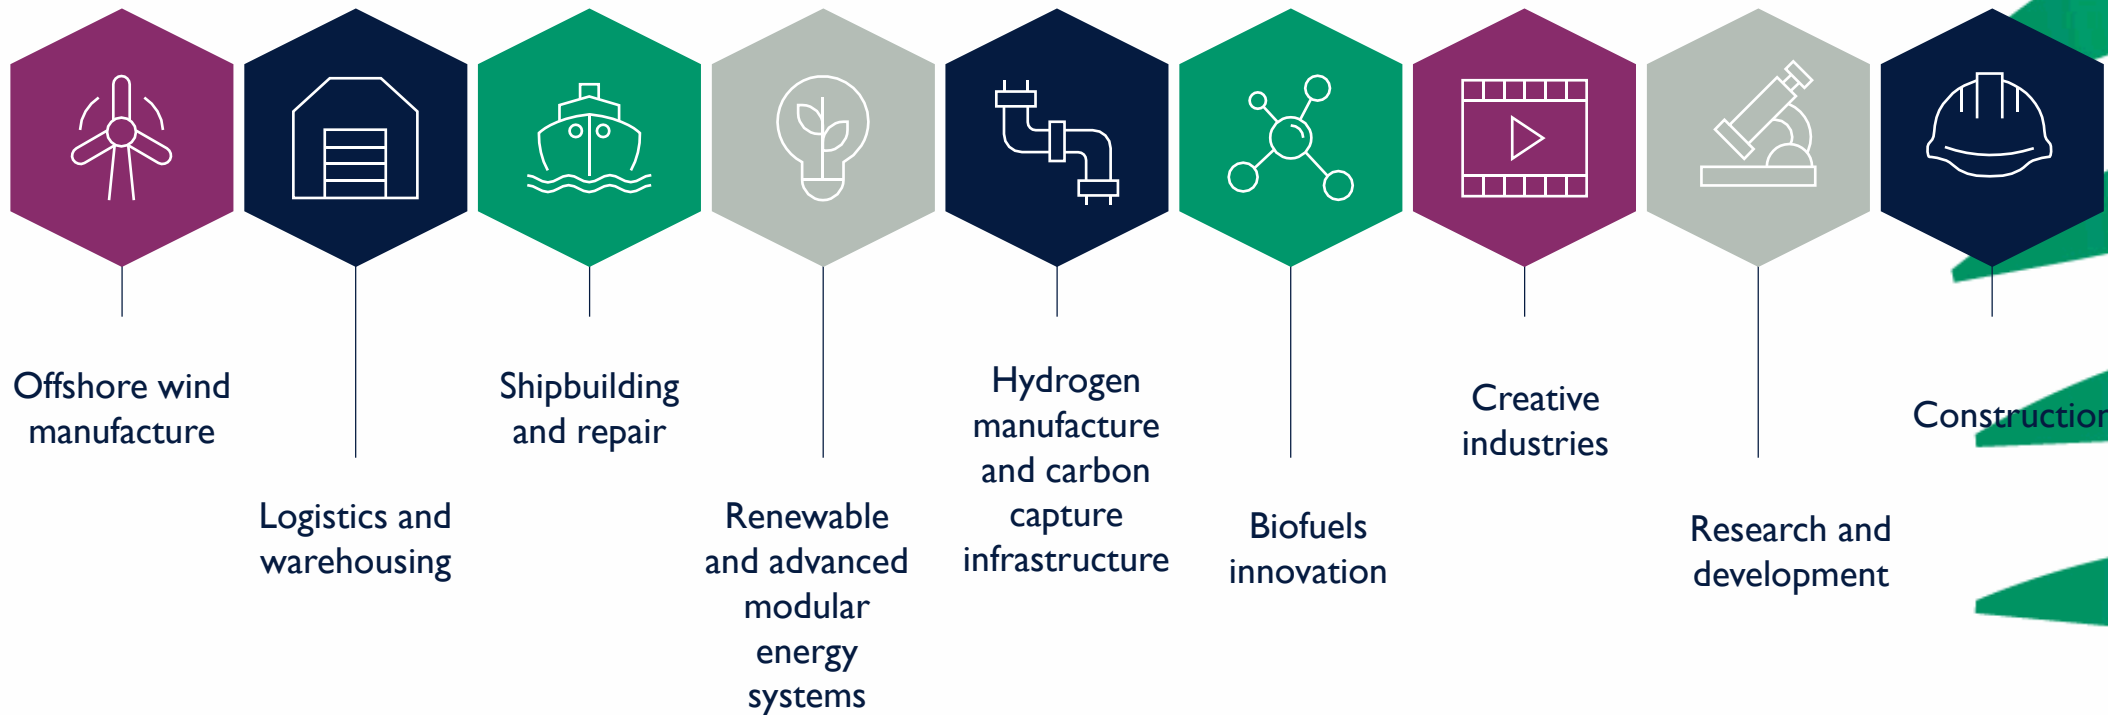 Offshore wind
manufacture
Logistics and
warehousing
Shipbuilding
and repair
Renewable
and advanced
modular
energy
systems
Hydrogen
manufacture
and carbon
capture
infrastructure
Biofuels
innovation
Creative
industries
Research and
development
Construction